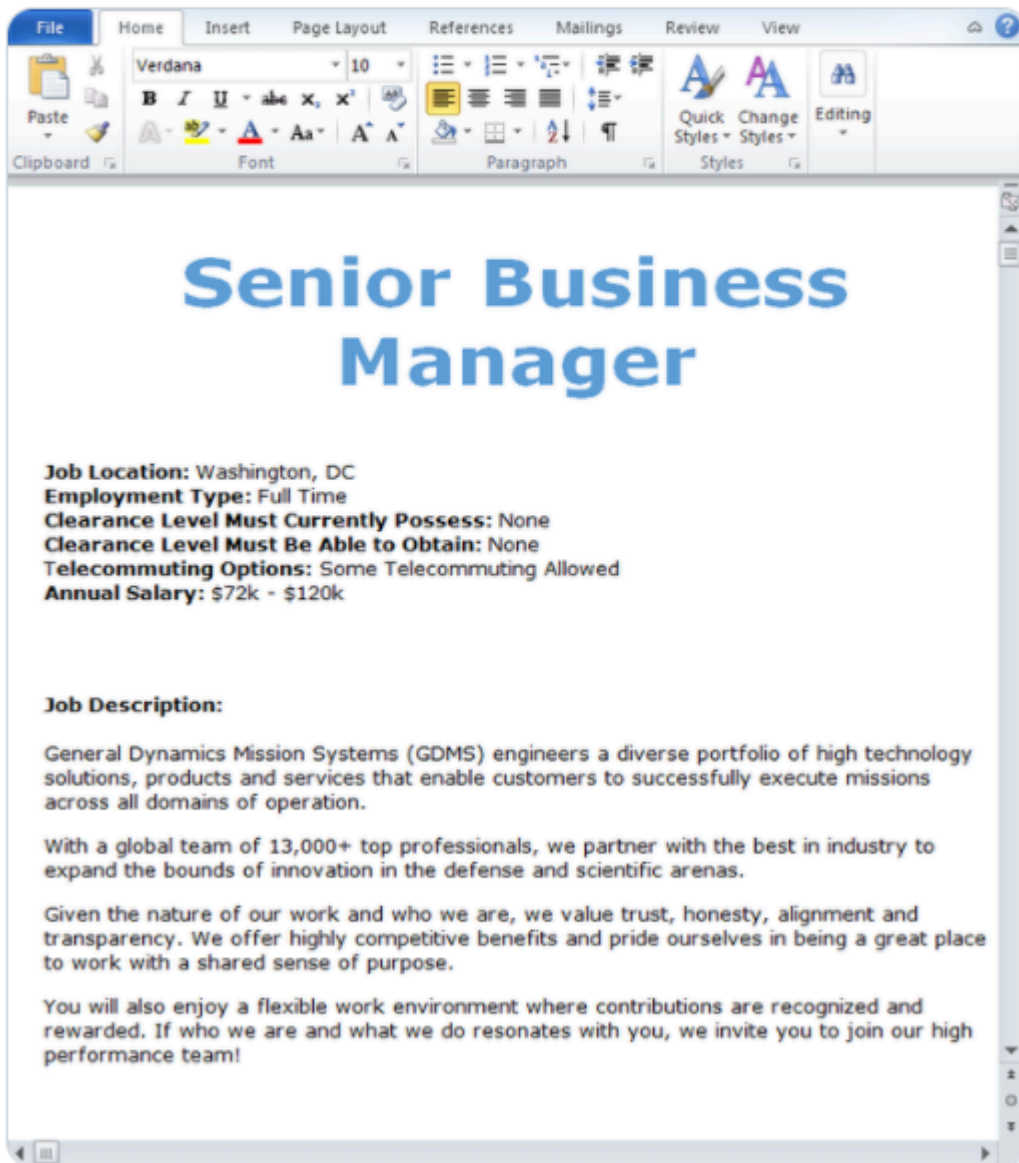 File Home Insert Page Layout References Mailings Review View
Verdana 10
Paste
B I U abc X₂ X² 
A ab A Aa A A
Quick Styles Change Styles Editing
Clipboard Font Paragraph Styles
Senior Business
Manager
Job Location: Washington, DC
Employment Type: Full Time
Clearance Level Must Currently Possess: None
Clearance Level Must Be Able to Obtain: None
Telecommuting Options: Some Telecommuting Allowed
Annual Salary: $72k - $120k
Job Description:
General Dynamics Mission Systems (GDMS) engineers a diverse portfolio of high technology
solutions, products and services that enable customers to successfully execute missions
across all domains of operation.
With a global team of 13,000+ top professionals, we partner with the best in industry to
expand the bounds of innovation in the defense and scientific arenas.
Given the nature of our work and who we are, we value trust, honesty, alignment and
transparency. We offer highly competitive benefits and pride ourselves in being a great place
to work with a shared sense of purpose.
You will also enjoy a flexible work environment where contributions are recognized and
rewarded. If who we are and what we do resonates with you, we invite you to join our high
performance team!